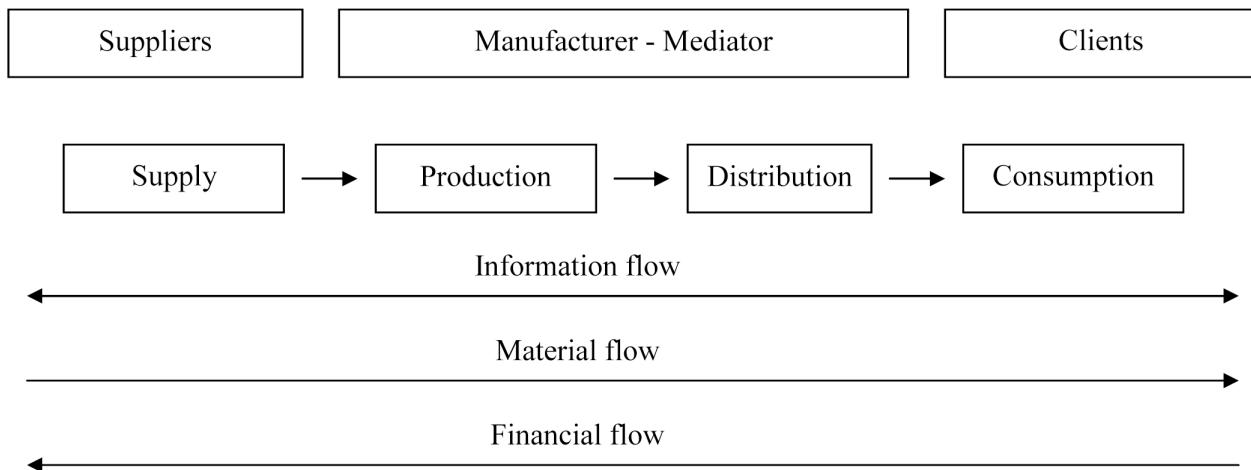 Suppliers
Manufacturer - Mediator
Clients
Supply
Production
Distribution
Consumption
Information flow
Material flow
Financial flow